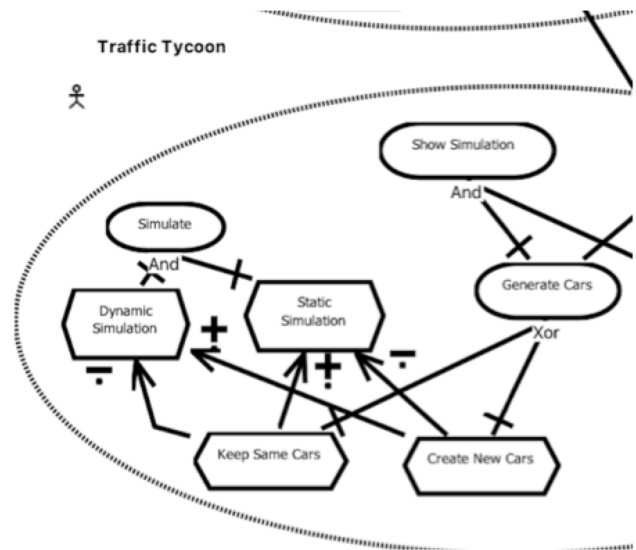 Traffic Tycoon
Show Simulation
And
Simulate
And
Generate Cars
Dynamic
Simulation
Static
Simulation
Xor
Keep Same Cars
Create New Cars